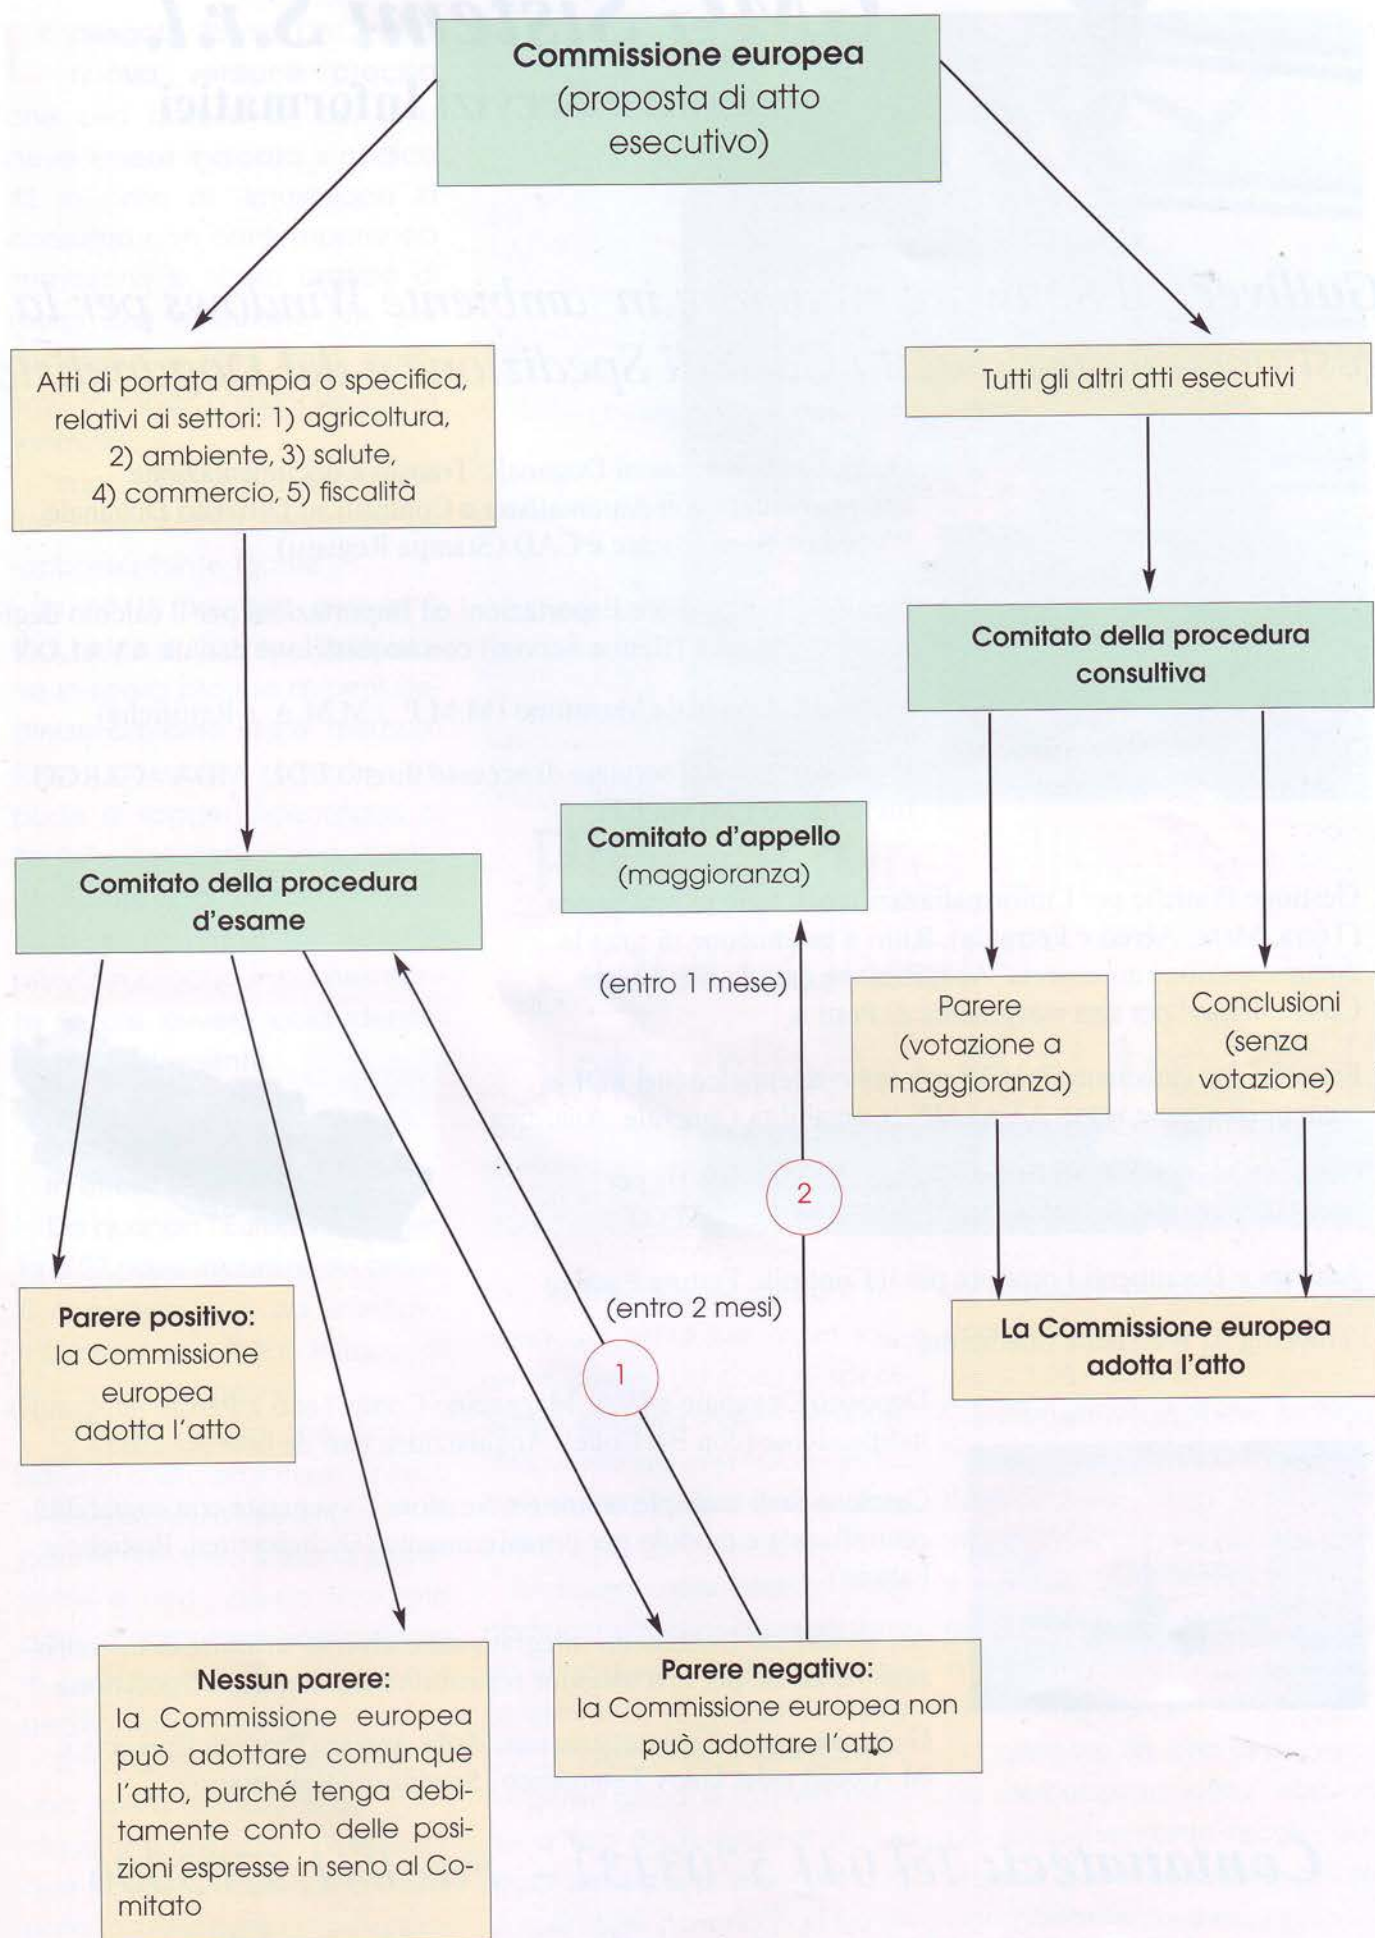 Commissione europea
(proposta di atto
esecutivo)
Atti di portata ampia o specifica,
relativi ai settori: 1) agricoltura,
2) ambiente, 3) salute,
4) commercio, 5) fiscalità
Tutti gli altri atti esecutivi
Comitato della procedura
consultiva
Comitato d'appello
(maggioranza)
Comitato della procedura
d'esame
(entro 1 mese)
Parere
(votazione a
maggioranza)
Conclusioni
(senza
votazione)
2
(entro 2 mesi)
1
Parere positivo:
la Commissione
europea
adotta l'atto
La Commissione europea
adotta l'atto
Nessun parere:
la Commissione europea
può adottare comunque
l'atto, purché tenga debi-
tamente conto delle posi-
zioni espresse in seno al Co-
mitato
Parere negativo:
la Commissione europea non
può adottare l'atto